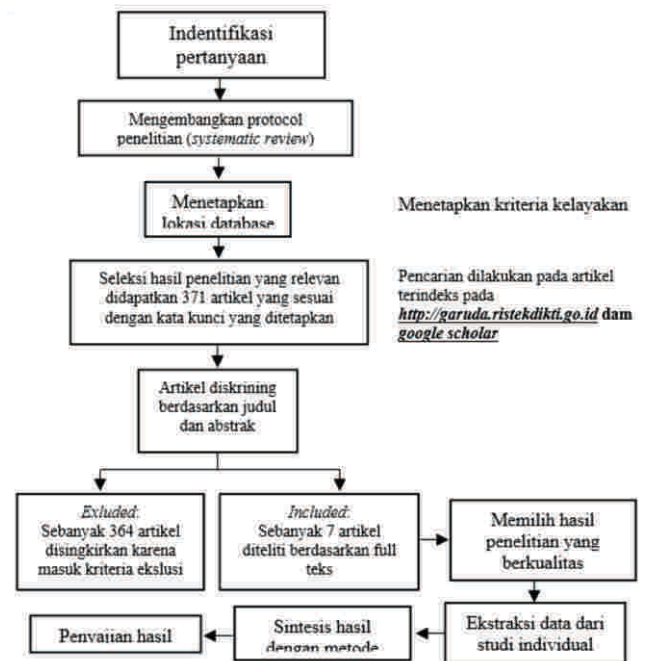 Indentifikasi
pertanyaan
Mengembangkan protocol
penelitian (systematic review)
Menetapkan
lokasi database
Menetapkan kriteria kelayakan
Seleksi hasil penelitian yang relevan
didapatkan 371 artikel yang sesuai
dengan kata kunci yang ditetapkan
Pencarian dilakukan pada artikel
terindeks pada
http://garuda.ristekdikti.go.id dam
google scholar
Artikel diskrining
berdasarkan judul
dan abstrak
Exluded:
Sebanyak 364 artikel
disingkirkan karena
masuk kriteria ekslusi
Included:
Sebanyak 7 artikel
diteliti berdasarkan full
teks
Memilih hasil
penelitian yang
berkualitas
Ekstraksi data dari
studi individual
Sintesis hasil
dengan metode
Penyajian hasil